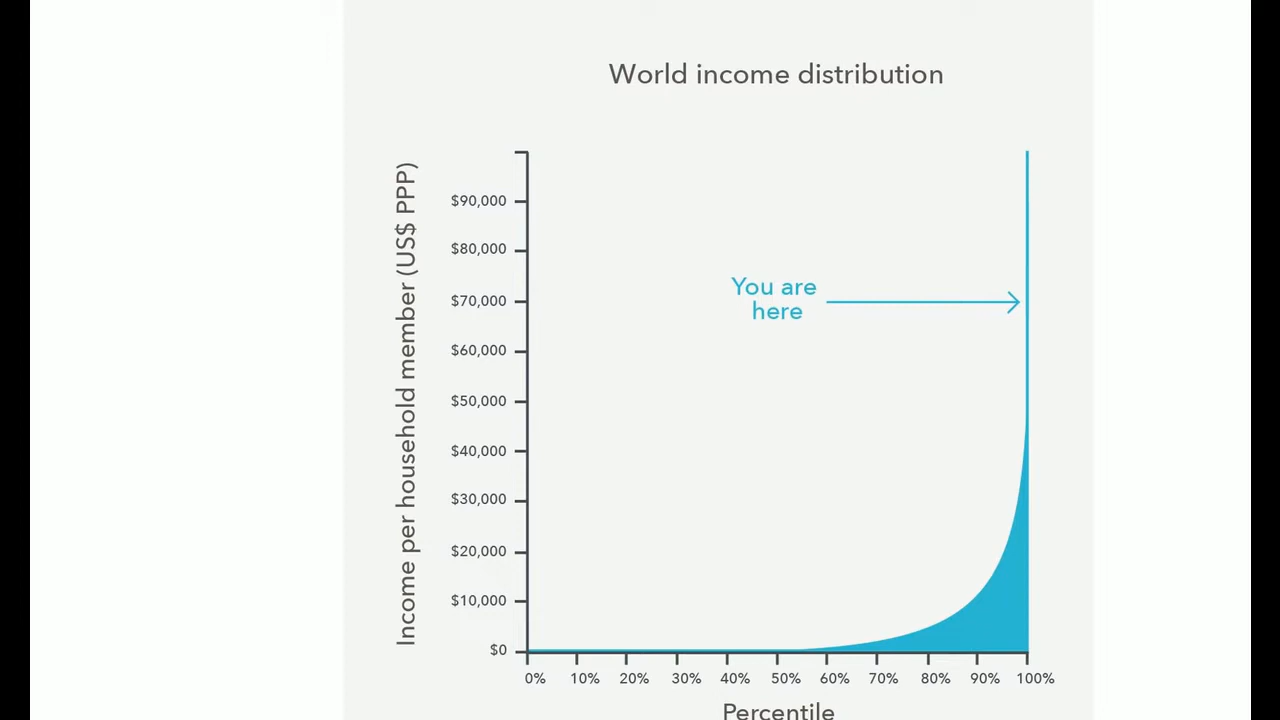 World income distribution
Income per household member (US$ PPP)
$90,000
$80,000
$70,000
$60,000
$50,000
$40,000
$30,000
$20,000
$10,000
$0
You are
here
0% 10% 20% 30% 40% 50% 60% 70% 80% 90% 100%
Percentile